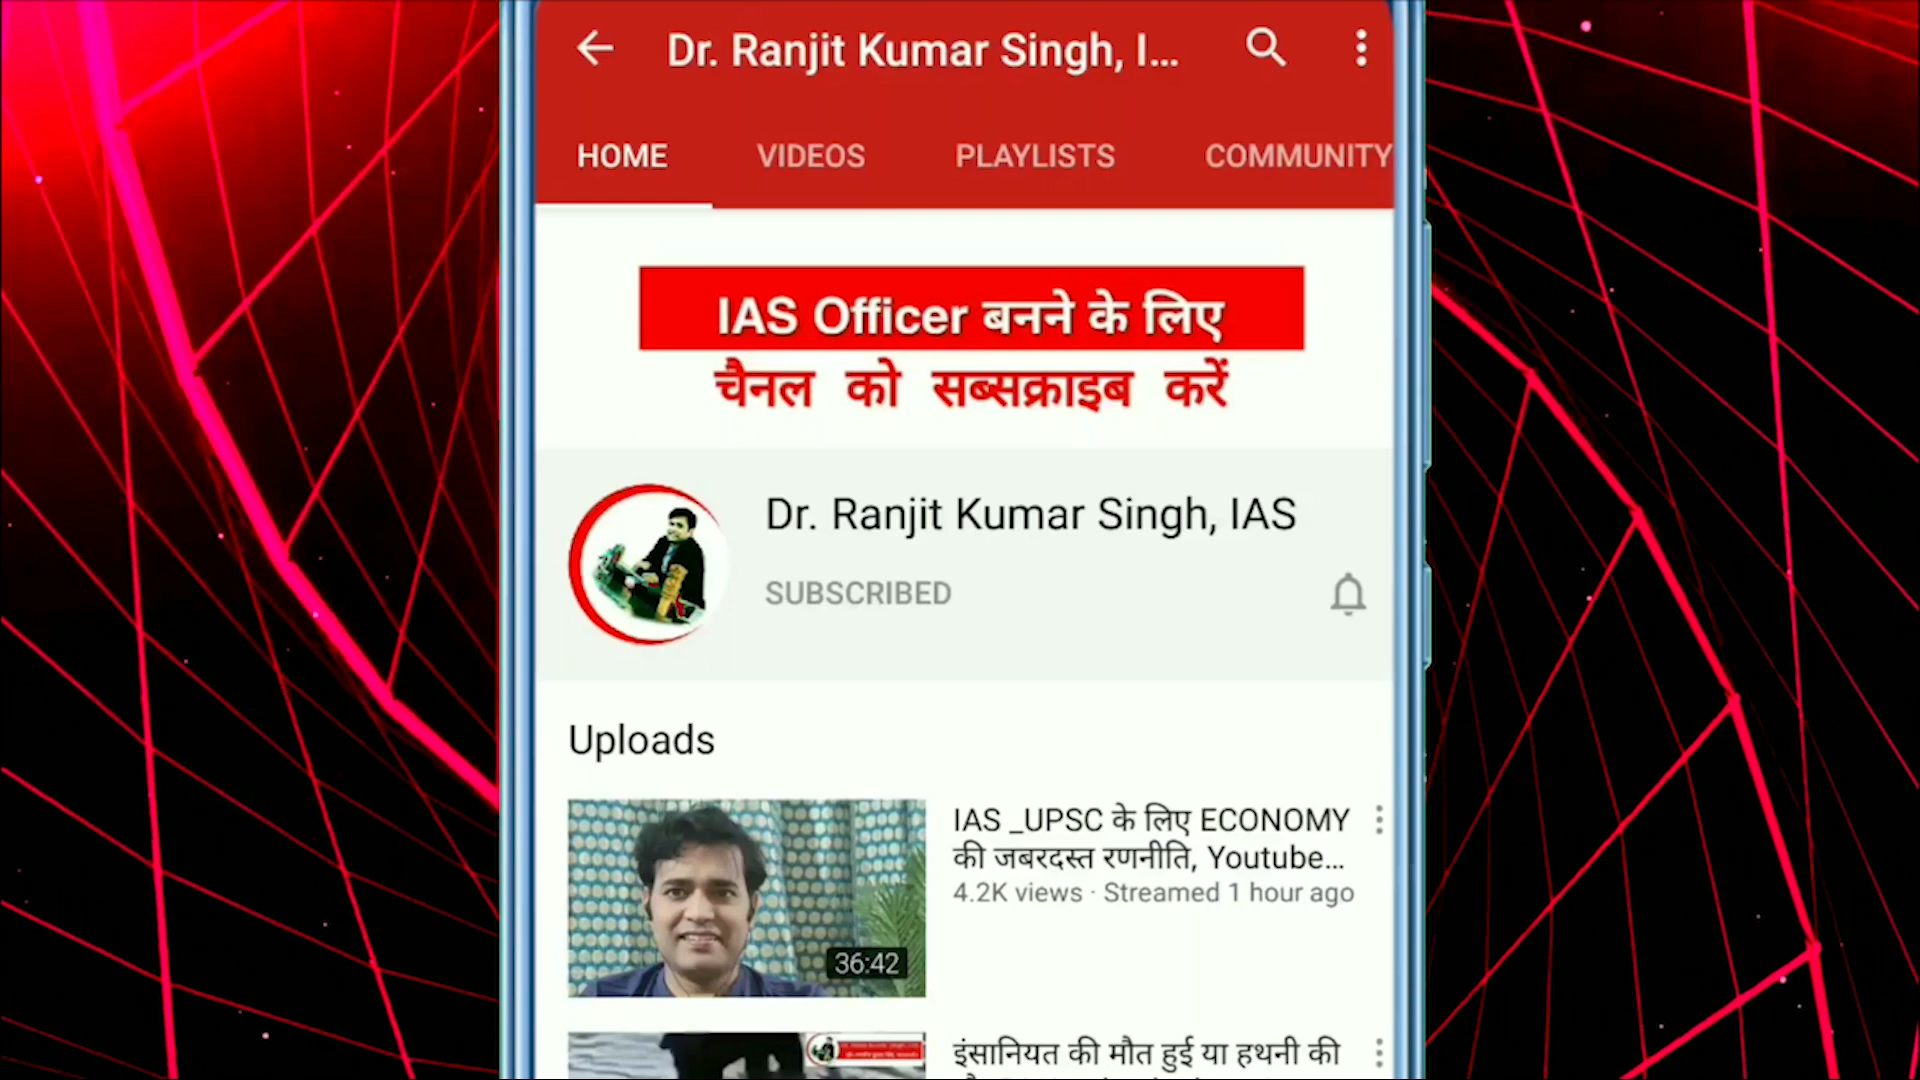 Dr. Ranjit Kumar Singh, I...
HOME VIDEOS PLAYLISTS COMMUNITY
IAS Officer बनने के लिए
चैनल को सब्सक्राइब करें
Dr. Ranjit Kumar Singh, IAS
SUBSCRIBED
Uploads
IAS _UPSC के लिए ECONOMY
की जबरदस्त रणनीति, Youtube...
4.2K views · Streamed 1 hour ago
36:42
इंसानियत की मौत हुई या हथनी की